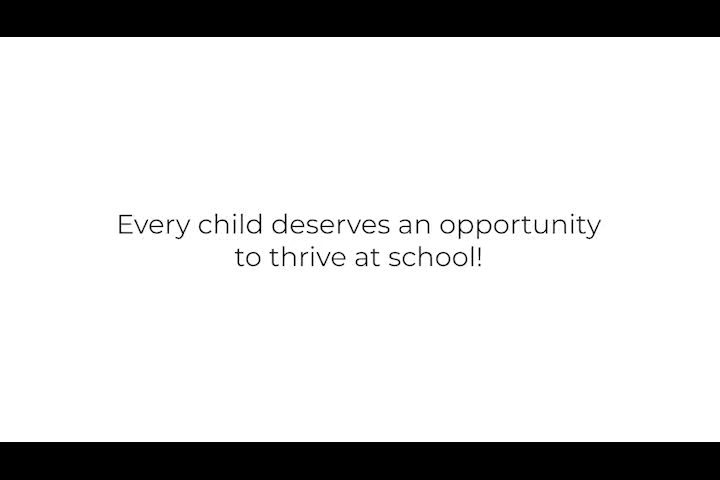 Every child deserves an opportunity
to thrive at school!